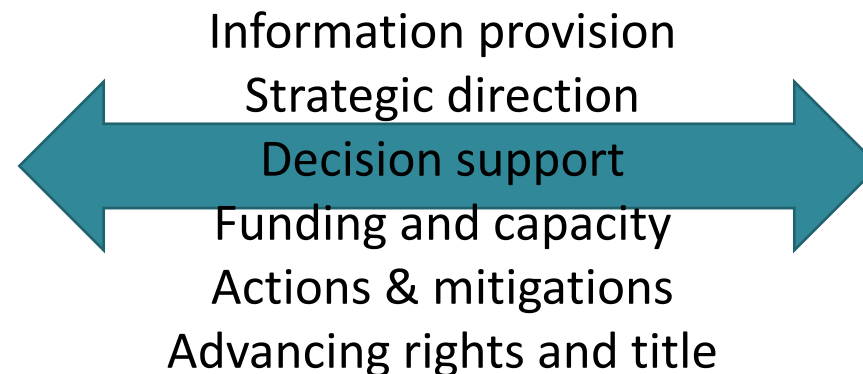 Information provision
Strategic direction
Decision support
Funding and capacity
Actions & mitigations
Advancing rights and title